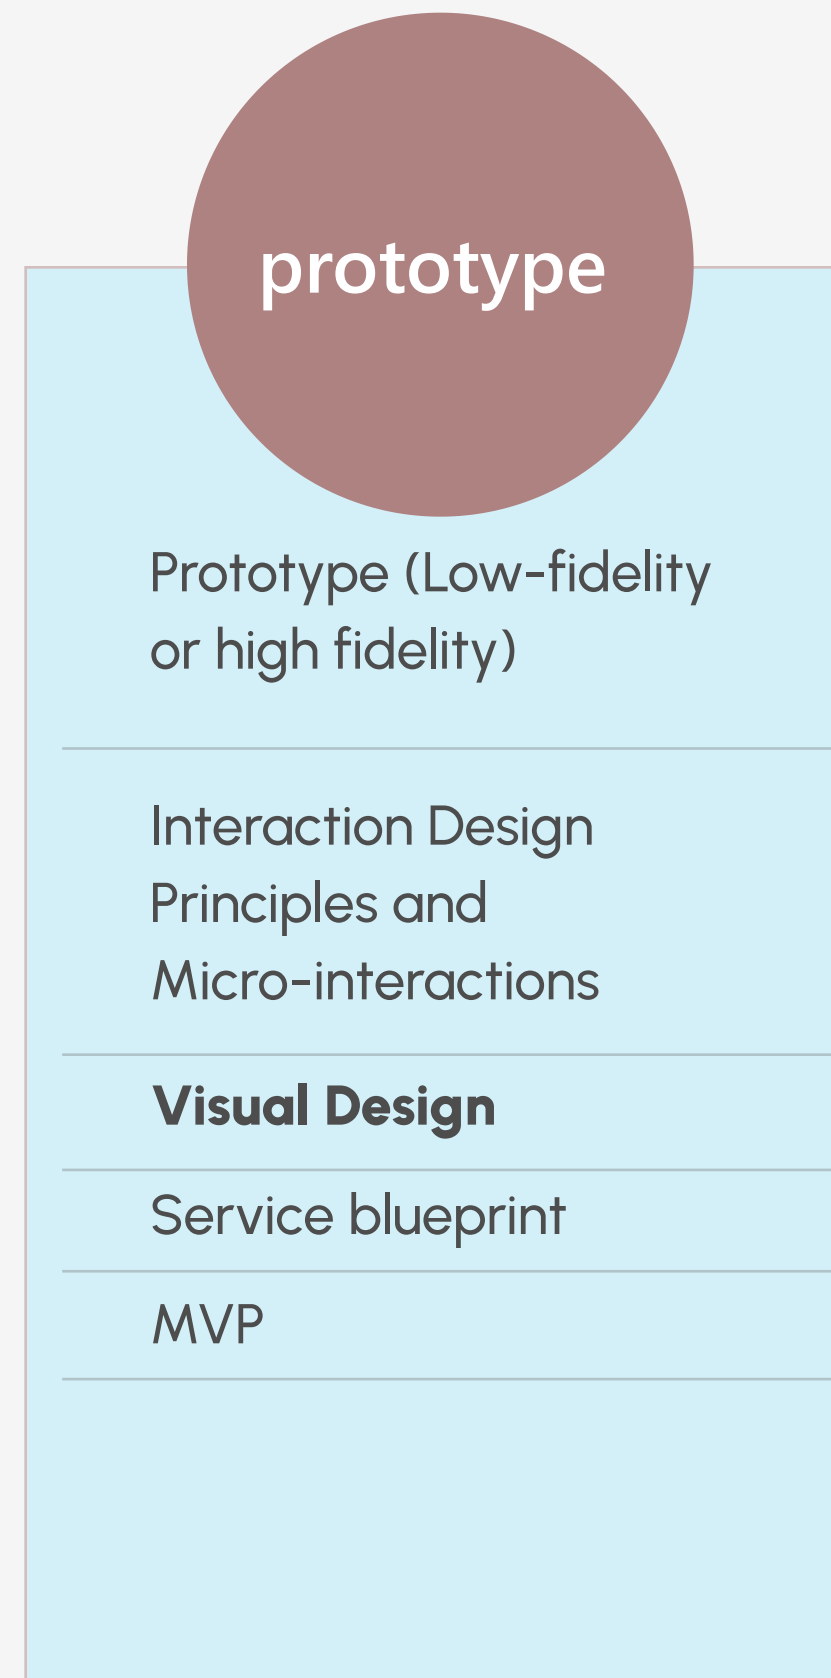 prototype
Prototype (Low-fidelity
or high fidelity)
Interaction Design
Principles and
Micro-interactions
Visual Design
Service blueprint
MVP